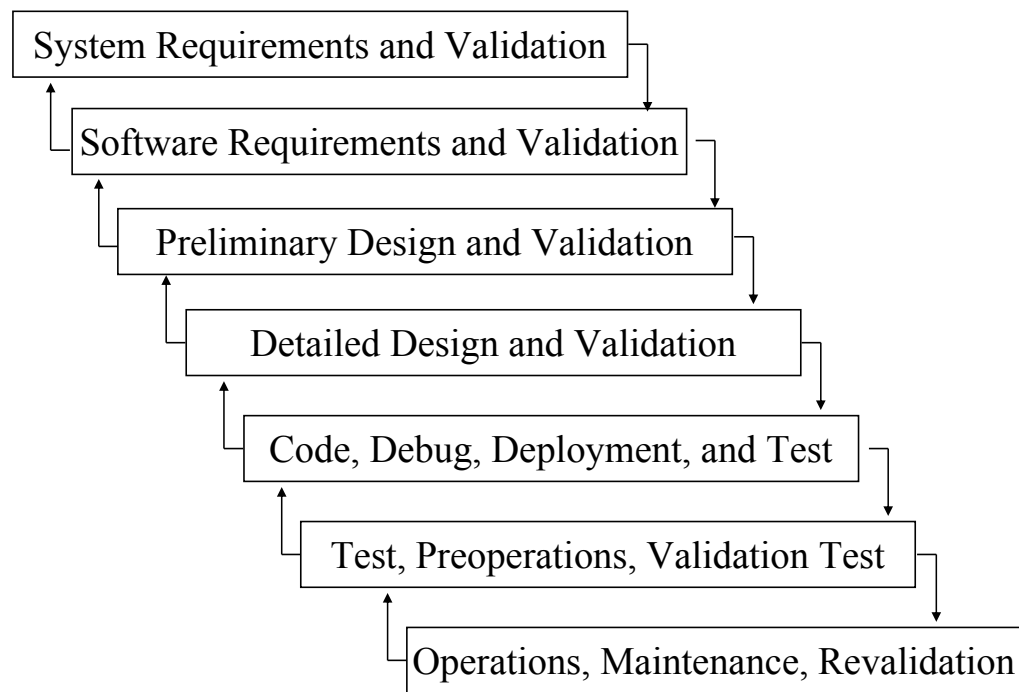 System Requirements and Validation
Software Requirements and Validation
Preliminary Design and Validation
Detailed Design and Validation
Code, Debug, Deployment, and Test
Test, Preoperations, Validation Test
Operations, Maintenance, Revalidation